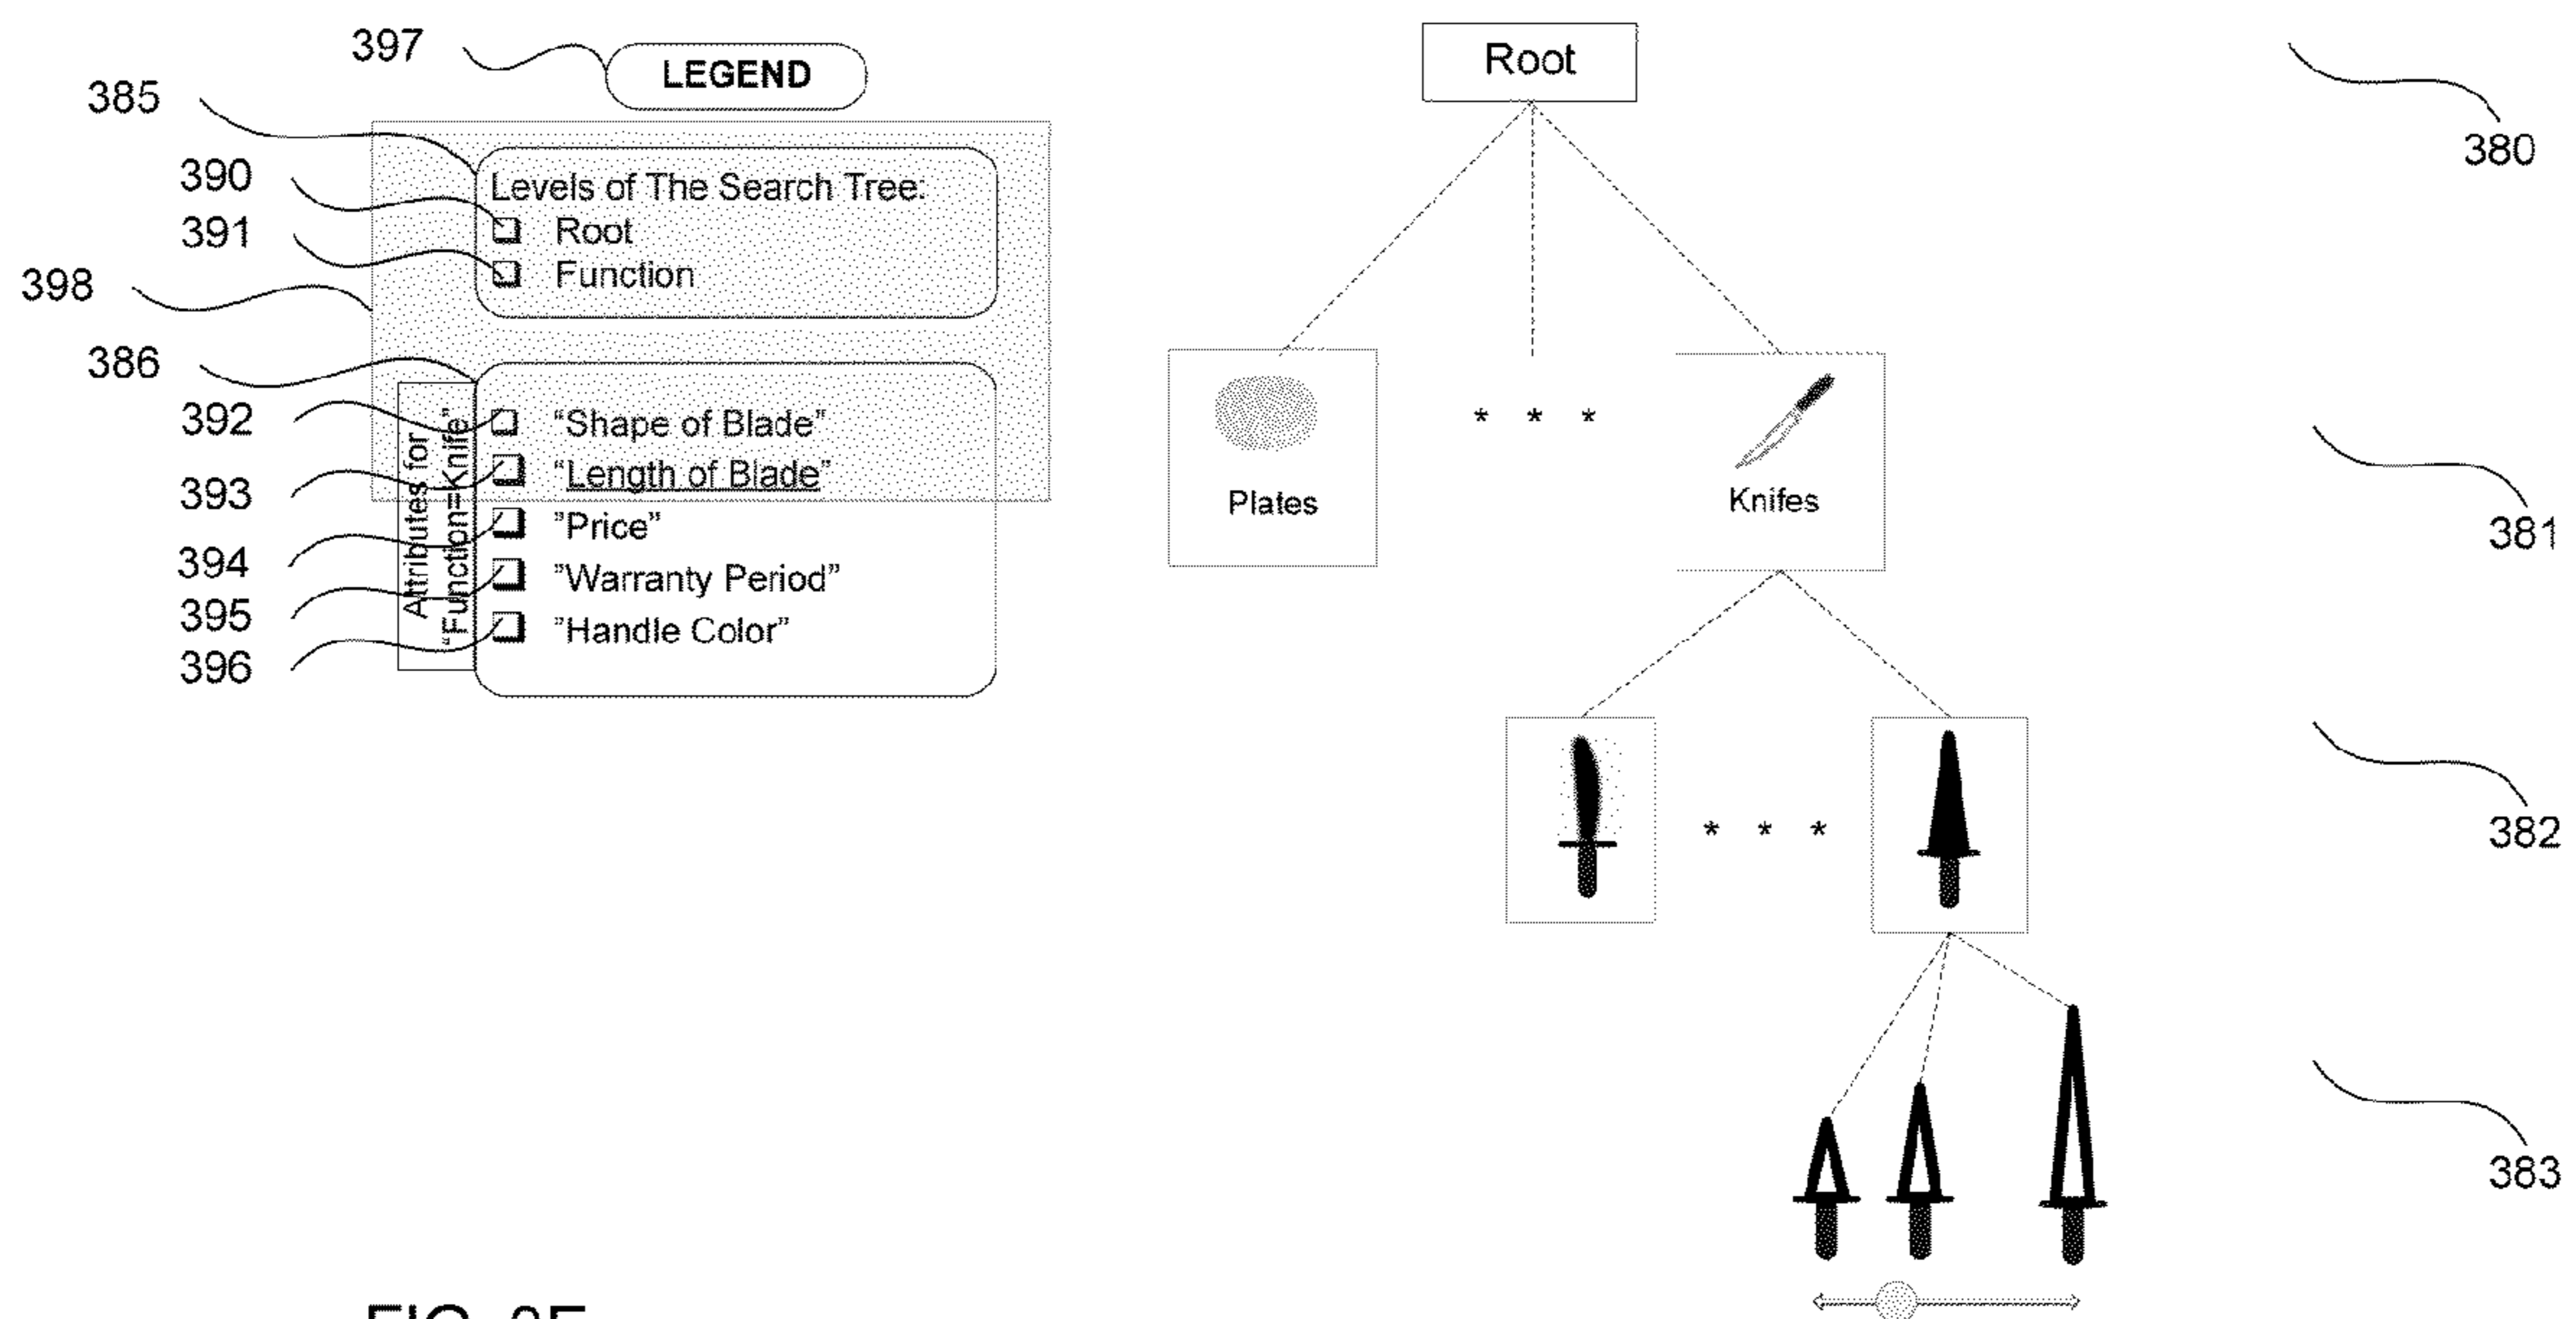 397
LEGEND
385
390
Levels of The Search Tree:
Root
391
Function
398
386
392
"Shape of Blade"
393
"Length of Blade"
394
"Price"
395
"Warranty Period"
396
"Handle Color"
Attributes for
"Function=Knife"
Root
380
* * *
Plates
Knifes
381
* * *
382
383